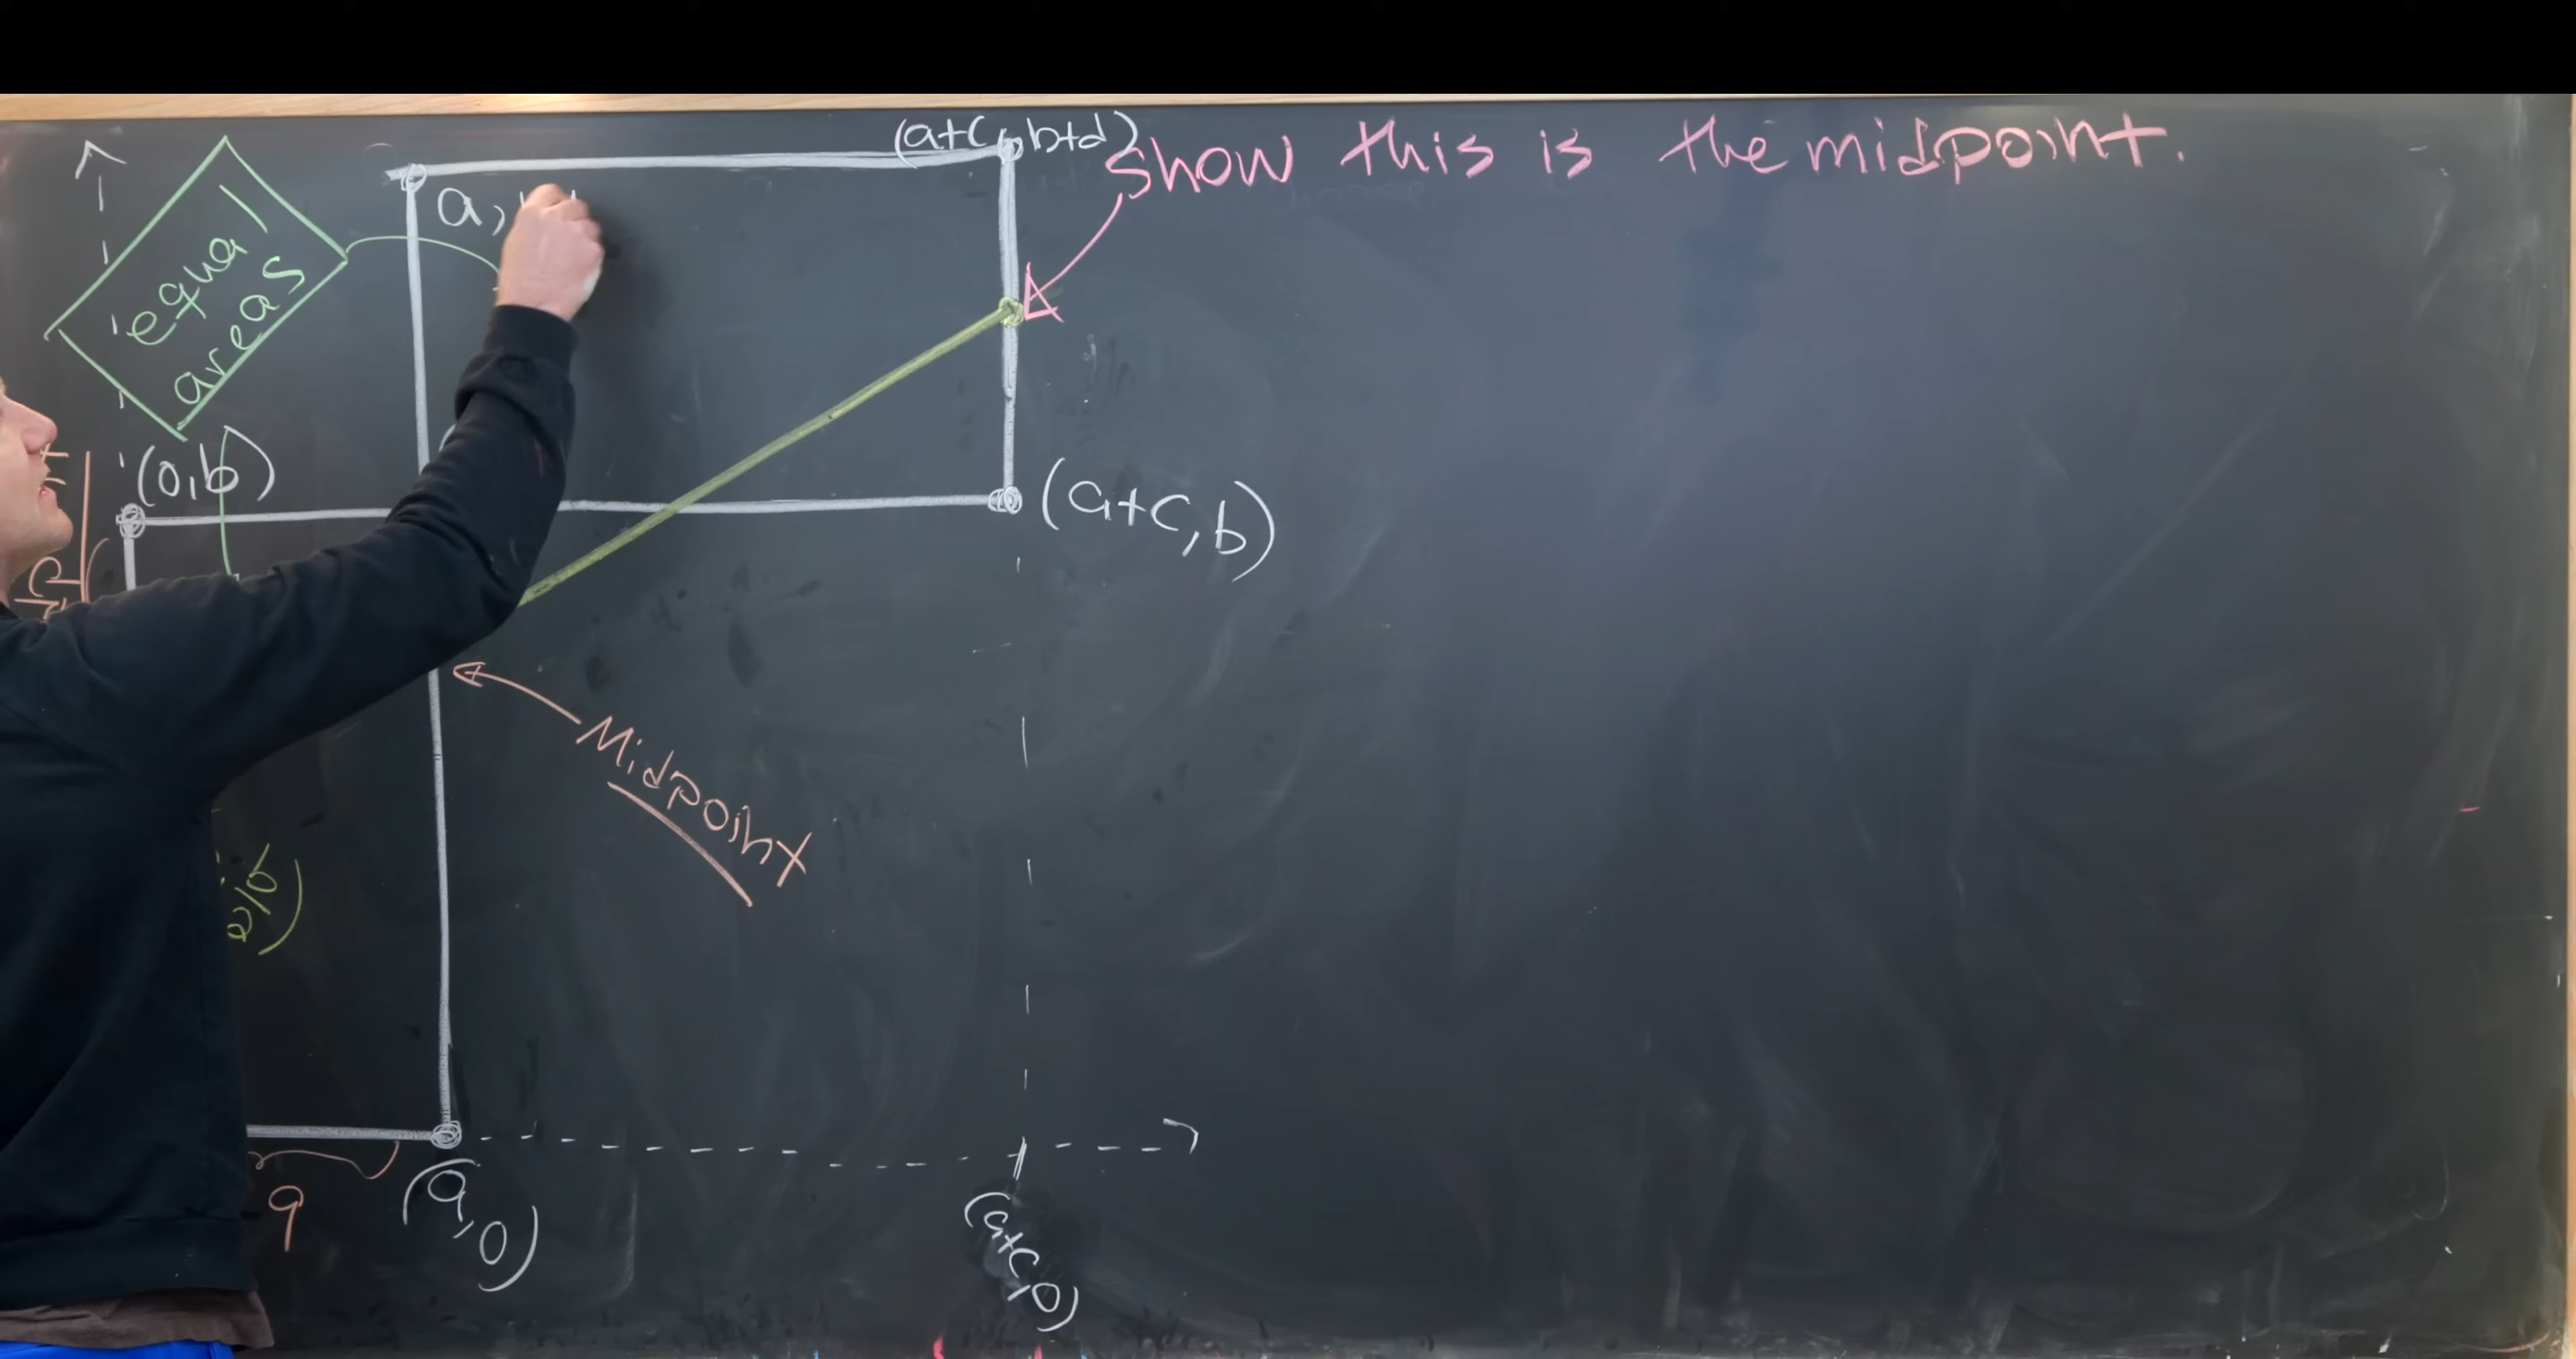 (a+c, b+d)
Show this is the midpoint.
equal
areas
a,
(0,b)
(a+c, b)
Midpoint
a
(a,0)
(a+c,0)